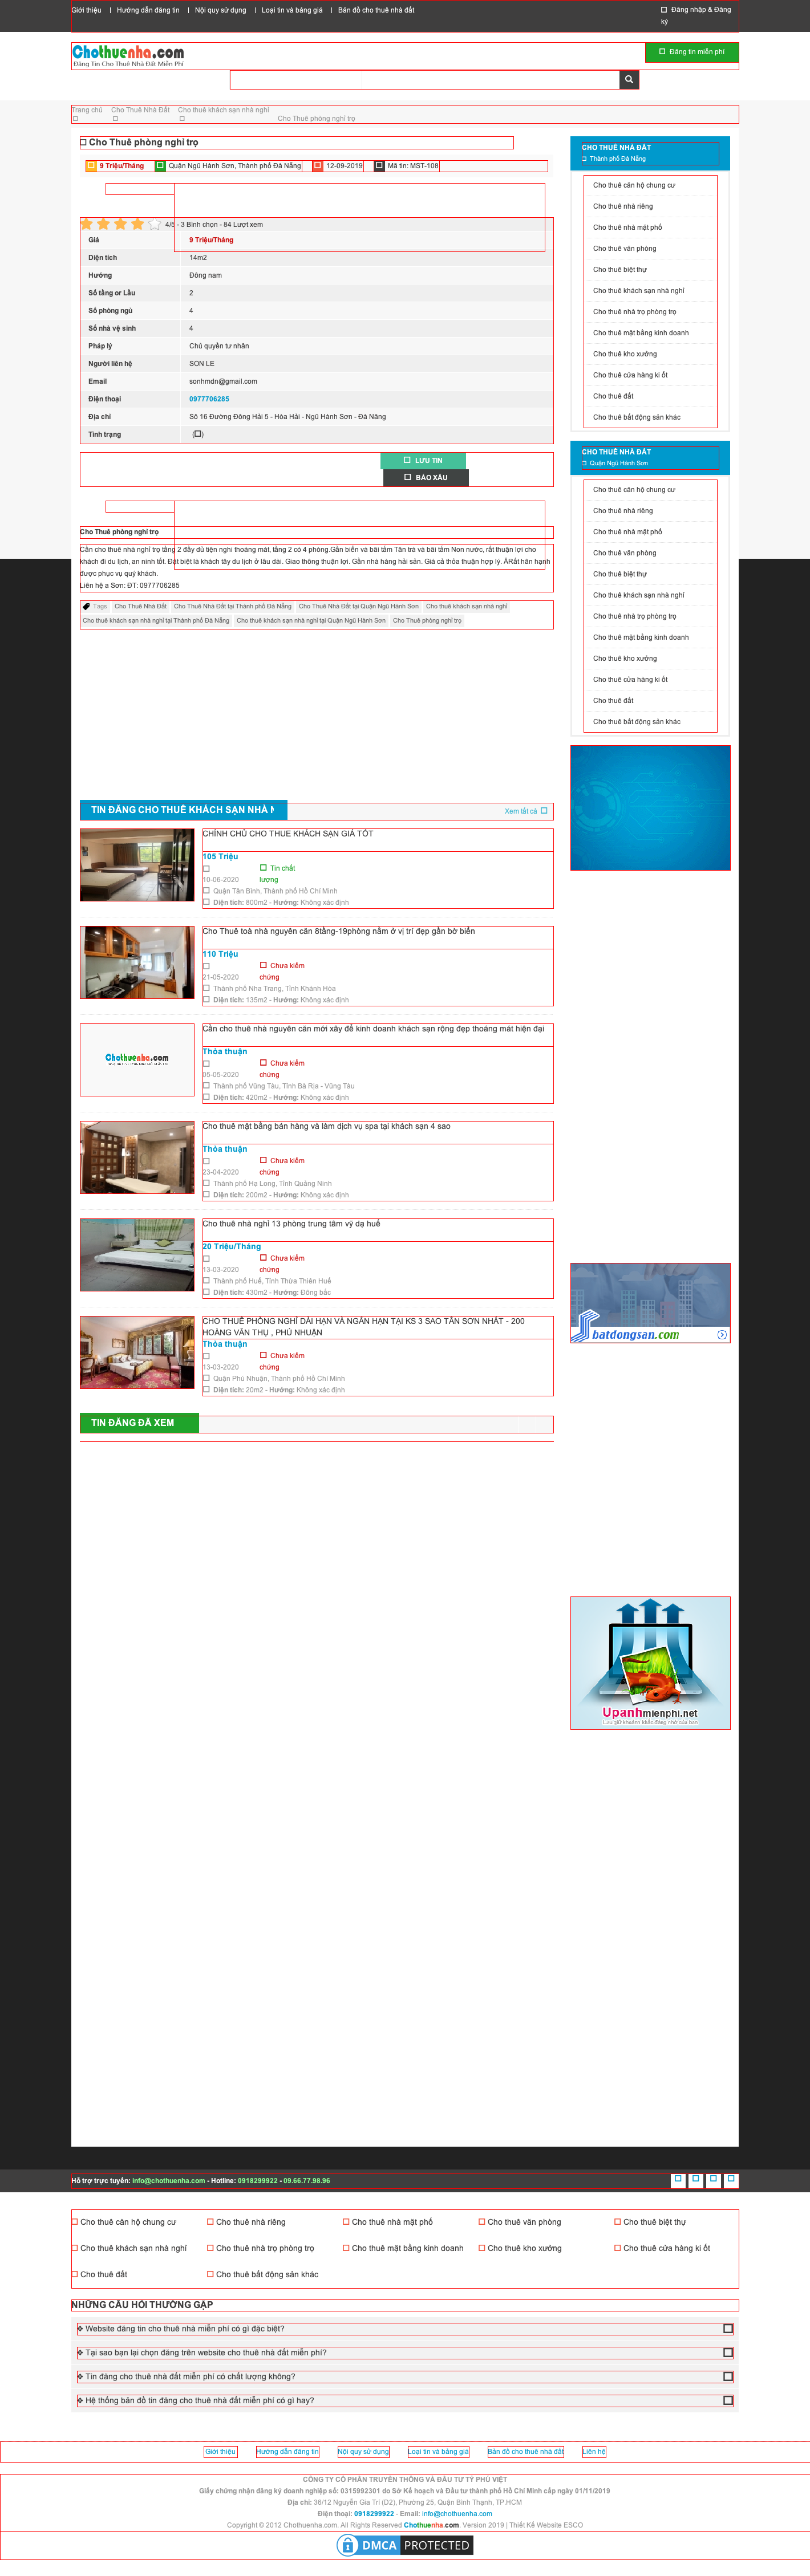 Giới thiệu | Hướng dẫn đăng tin | Nội quy sử dụng | Loại tin và bảng giá | Bản đồ cho thuê nhà đất
Đăng nhập & Đăng
ký
Chothuenha.com
Đăng Tin Cho Thuê Nhà Đất Miễn Phí
Đăng tin miễn phí
Trang chủ
Cho Thuê Nhà Đất
Cho thuê khách sạn nhà nghỉ
Cho Thuê phòng nghỉ trọ
Cho Thuê phòng nghỉ trọ
9 Triệu/Tháng
Quận Ngũ Hành Sơn, Thành phố Đà Nẵng
12-09-2019
Mã tin: MST-108
4/5 - 3 Bình chọn - 84 Lượt xem
Giá 9 Triệu/Tháng
Diện tích 14m2
Hướng Đông nam
Số tầng or Lầu 2
Số phòng ngủ 4
Số nhà vệ sinh 4
Pháp lý Chủ quyền tư nhân
Người liên hệ SON LE
Email sonhmdn@gmail.com
Điện thoại 0977706285
Địa chỉ Số 16 Đường Đông Hải 5 - Hòa Hải - Ngũ Hành Sơn - Đà Nẵng
Tình trạng ( )
LƯU TIN
BÁO XẤU
Cho Thuê phòng nghỉ trọ
Cần cho thuê nhà nghỉ trọ tầng 2 đầy dủ tiện nghi thoáng mát, tầng 2 có 4 phòng.Gần biển và bãi tắm Tân trà và bãi tắm Non nước, rất thuận lợi cho
khách đi du lịch, an ninh tốt. Đặt biệt là khách tây du lịch ở lâu dài. Giao thông thuận lợi. Gần nhà hàng hải sản. Giá cả thỏa thuận hợp lý. ÀRất hân hạnh
được phục vụ quý khách.
Liên hệ a Sơn: ĐT: 0977706285
Tags Cho Thuê Nhà Đất Cho Thuê Nhà Đất tại Thành phố Đà Nẵng Cho Thuê Nhà Đất tại Quận Ngũ Hành Sơn Cho thuê khách sạn nhà nghỉ
Cho thuê khách sạn nhà nghỉ tại Thành phố Đà Nẵng Cho thuê khách sạn nhà nghỉ tại Quận Ngũ Hành Sơn Cho Thuê phòng nghỉ trọ
CHO THUÊ NHÀ ĐẤT
Thành phố Đà Nẵng
Cho thuê căn hộ chung cư
Cho thuê nhà riêng
Cho thuê nhà mặt phố
Cho thuê văn phòng
Cho thuê biệt thự
Cho thuê khách sạn nhà nghỉ
Cho thuê nhà trọ phòng trọ
Cho thuê mặt bằng kinh doanh
Cho thuê kho xưởng
Cho thuê cửa hàng ki ốt
Cho thuê đất
Cho thuê bất động sản khác
CHO THUÊ NHÀ ĐẤT
Quận Ngũ Hành Sơn
Cho thuê căn hộ chung cư
Cho thuê nhà riêng
Cho thuê nhà mặt phố
Cho thuê văn phòng
Cho thuê biệt thự
Cho thuê khách sạn nhà nghỉ
Cho thuê nhà trọ phòng trọ
Cho thuê mặt bằng kinh doanh
Cho thuê kho xưởng
Cho thuê cửa hàng ki ốt
Cho thuê đất
Cho thuê bất động sản khác
TIN ĐĂNG CHO THUÊ KHÁCH SẠN NHÀ
Xem tất cả
CHÍNH CHỦ CHO THUE KHÁCH SẠN GIÁ TỐT
105 Triệu
Tin chất
10-06-2020 lượng
Quận Tân Bình, Thành phố Hồ Chí Minh
Diện tích: 800m2 - Hướng: Không xác định
Cho Thuê toà nhà nguyên căn 8tầng-19phòng nằm ở vị trí đẹp gần bờ biển
110 Triệu
Chưa kiểm
21-05-2020 chứng
Thành phố Nha Trang, Tỉnh Khánh Hòa
Diện tích: 135m2 - Hướng: Không xác định
Chothuenha.com
Cần cho thuê nhà nguyên căn mới xây để kinh doanh khách sạn rộng đẹp thoáng mát hiện đại
Thỏa thuận
Chưa kiểm
05-05-2020 chứng
Thành phố Vũng Tàu, Tỉnh Bà Rịa - Vũng Tàu
Diện tích: 420m2 - Hướng: Không xác định
Cho thuê mặt bằng bán hàng và làm dịch vụ spa tại khách sạn 4 sao
Thỏa thuận
Chưa kiểm
23-04-2020 chứng
Thành phố Hạ Long, Tỉnh Quảng Ninh
Diện tích: 200m2 - Hướng: Không xác định
Cho thuê nhà nghỉ 13 phòng trung tâm vỹ dạ huế
20 Triệu/Tháng
Chưa kiểm
13-03-2020 chứng
Thành phố Huế, Tỉnh Thừa Thiên Huế
Diện tích: 430m2 - Hướng: Đông bắc
CHO THUÊ PHÒNG NGHỈ DÀI HẠN VÀ NGẮN HẠN TẠI KS 3 SAO TÂN SƠN NHẤT - 200
HOÀNG VĂN THỤ , PHÚ NHUẬN
Thỏa thuận
Chưa kiểm
13-03-2020 chứng
Quận Phú Nhuận, Thành phố Hồ Chí Minh
Diện tích: 20m2 - Hướng: Không xác định
batdongsan.com
TIN ĐĂNG ĐÃ XEM
Upanhmienphi.net
Lưu giữ khoảnh khắc đáng nhớ của bạn
Hỗ trợ trực tuyến: info@chothuenha.com - Hotline: 0918299922 - 09.66.77.98.96
Cho thuê căn hộ chung cư
Cho thuê nhà riêng
Cho thuê nhà mặt phố
Cho thuê văn phòng
Cho thuê biệt thự
Cho thuê khách sạn nhà nghỉ
Cho thuê nhà trọ phòng trọ
Cho thuê mặt bằng kinh doanh
Cho thuê kho xưởng
Cho thuê cửa hàng ki ốt
Cho thuê đất
Cho thuê bất động sản khác
NHỮNG CÂU HỎI THƯỜNG GẶP
❖ Website đăng tin cho thuê nhà miễn phí có gì đặc biệt?
❖ Tại sao bạn lại chọn đăng trên website cho thuê nhà đất miễn phí?
❖ Tin đăng cho thuê nhà đất miễn phí có chất lượng không?
❖ Hệ thống bản đồ tin đăng cho thuê nhà đất miễn phí có gì hay?
Giới thiệu Hướng dẫn đăng tin Nội quy sử dụng Loại tin và bảng giá Bản đồ cho thuê nhà đất Liên hệ
CÔNG TY CỔ PHẦN TRUYỀN THÔNG VÀ ĐẦU TƯ TỶ PHÚ VIỆT
Giấy chứng nhận đăng ký doanh nghiệp số: 0315992301 do Sở Kế hoạch và Đầu tư thành phố Hồ Chí Minh cấp ngày 01/11/2019
Địa chỉ: 36/12 Nguyễn Gia Trí (D2), Phường 25, Quận Bình Thạnh, TP.HCM
Điện thoại: 0918299922 - Email: info@chothuenha.com
Copyright © 2012 Chothuenha.com. All Rights Reserved Chothuenha.com. Version 2019 | Thiết Kế Website ESCO
DMCA PROTECTED